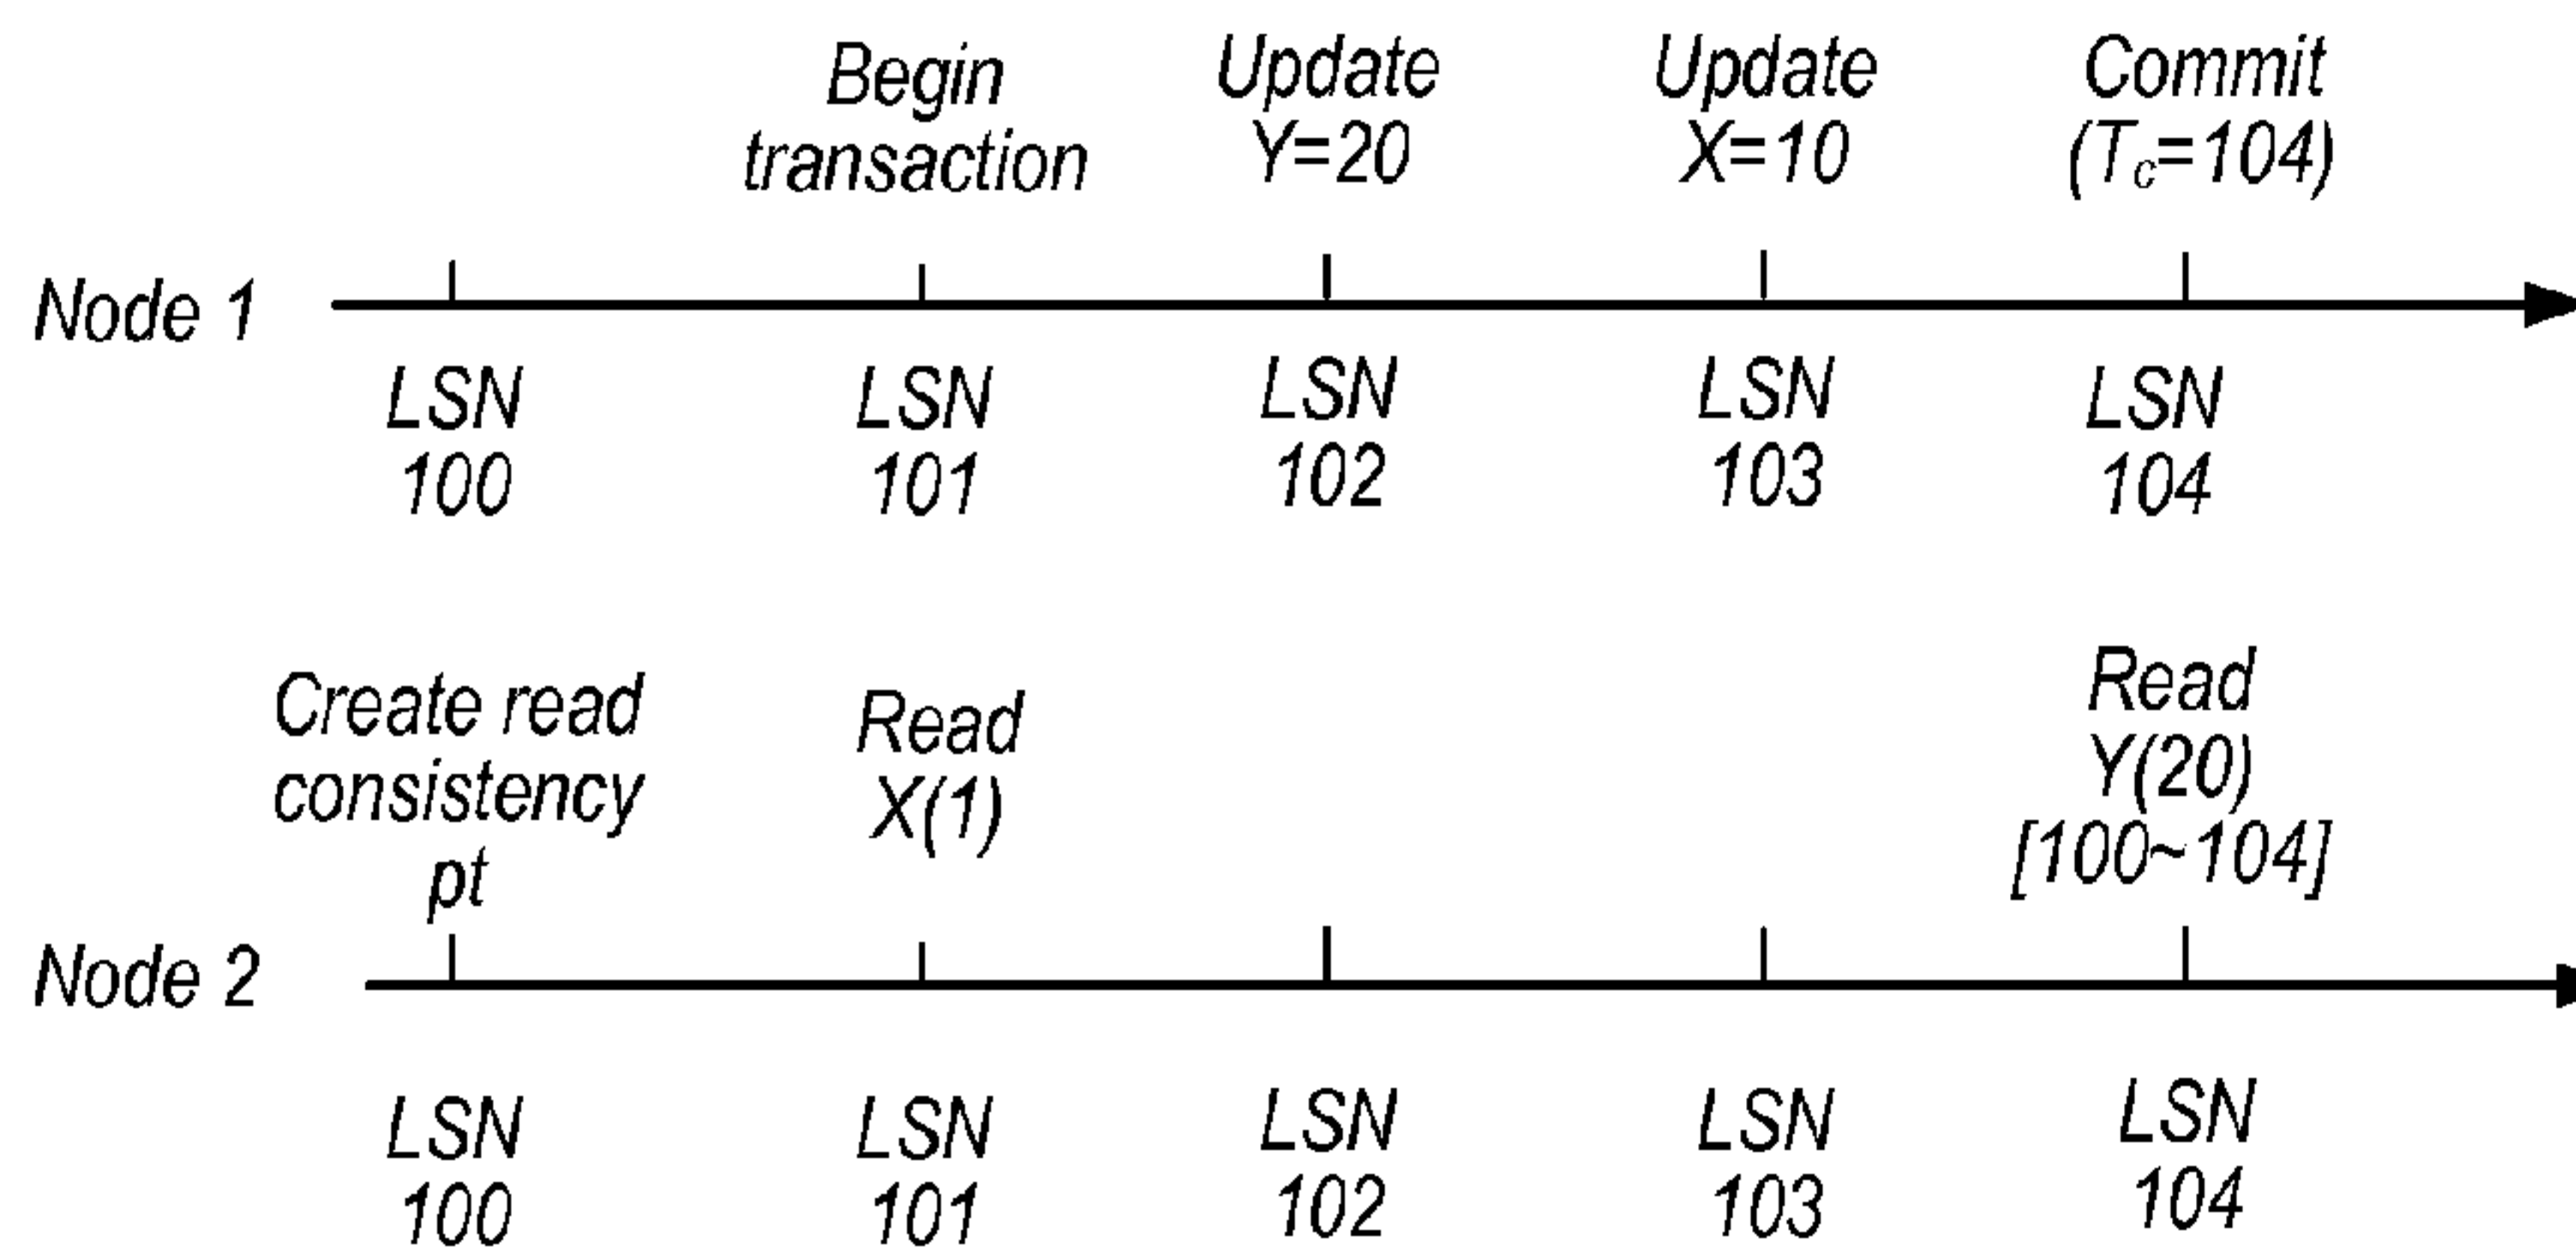 Begin
transaction
Update
Y=20
Update
X=10
Commit
(Tc=104)
Node 1
LSN
100
LSN
101
LSN
102
LSN
103
LSN
104
Create read
consistency
pt
Read
X(1)
Read
Y(20)
[100~104]
Node 2
LSN
100
LSN
101
LSN
102
LSN
103
LSN
104